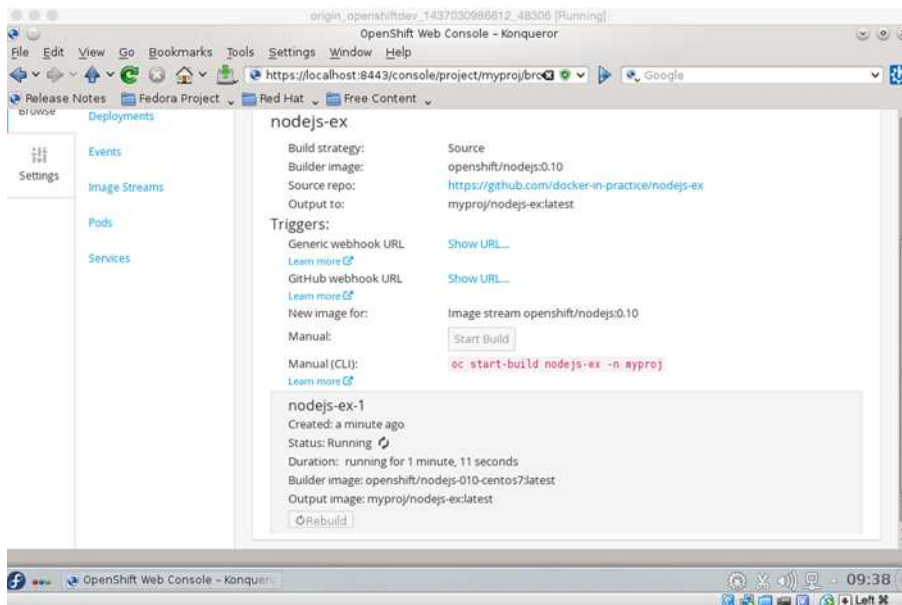 origin_openshiftdev_1437030986612_48306 [Running]
OpenShift Web Console - Konqueror
File Edit View Go Bookmarks Tools Settings Window Help
https://localhost:8443/console/project/myproj/bro
Google
Release Notes Fedora Project Red Hat Free Content
Browse
Settings
Deployments
Events
Image Streams
Pods
Services
nodejs-ex
Build strategy: Source
Builder image: openshift/nodejs:0.10
Source repo: https://github.com/docker-in-practice/nodejs-ex
Output to: myproj/nodejs-ex:latest
Triggers:
Generic webhook URL Show URL...
Learn more
GitHub webhook URL Show URL...
Learn more
New image for: Image stream openshift/nodejs:0.10
Manual: Start Build
Manual (CLI): oc start-build nodejs-ex -n myproj
Learn more
nodejs-ex-1
Created: a minute ago
Status: Running
Duration: running for 1 minute, 11 seconds
Builder image: openshift/nodejs-010-centos7:latest
Output image: myproj/nodejs-ex:latest
Rebuild
OpenShift Web Console - Konquer
09:38
Left ⌘